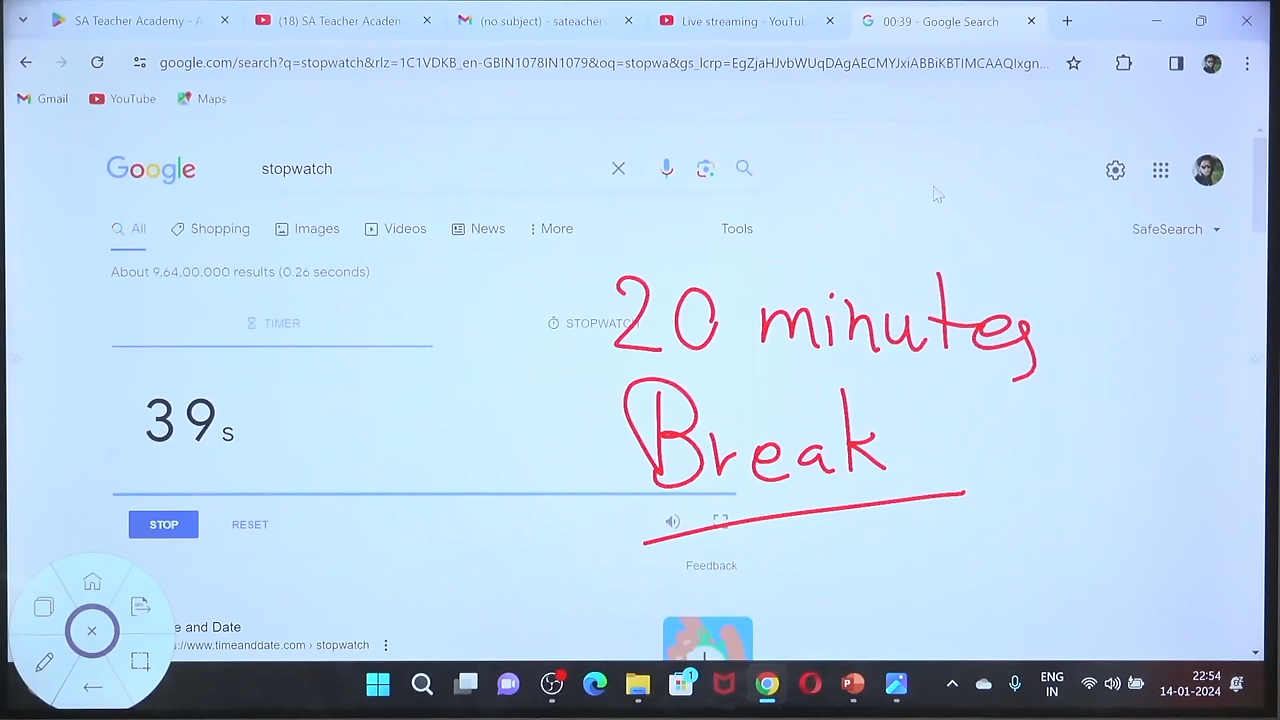 SA Teacher Academy - A
(18) SA Teacher Academ
(no subject) - sateacher
Live streaming - YouTub
00:39 - Google Search
google.com/search?q=stopwatch&rlz=1C1VDKB_en-GBIN1078IN1079&oq=stopwa&gs_lcrp=EgZjaHJvbWUqDAgAECMYJxiABBiKBTIMCAAQIxgn...
Gmail YouTube Maps
Google stopwatch
All Shopping Images Videos News More Tools SafeSearch
About 9,64,00,000 results (0.26 seconds)
TIMER STOPWATCH
20 minutes
Break
39s
STOP RESET
Feedback
e and Date
s://www.timeanddate.com › stopwatch
ENG 22:54
IN 14-01-2024